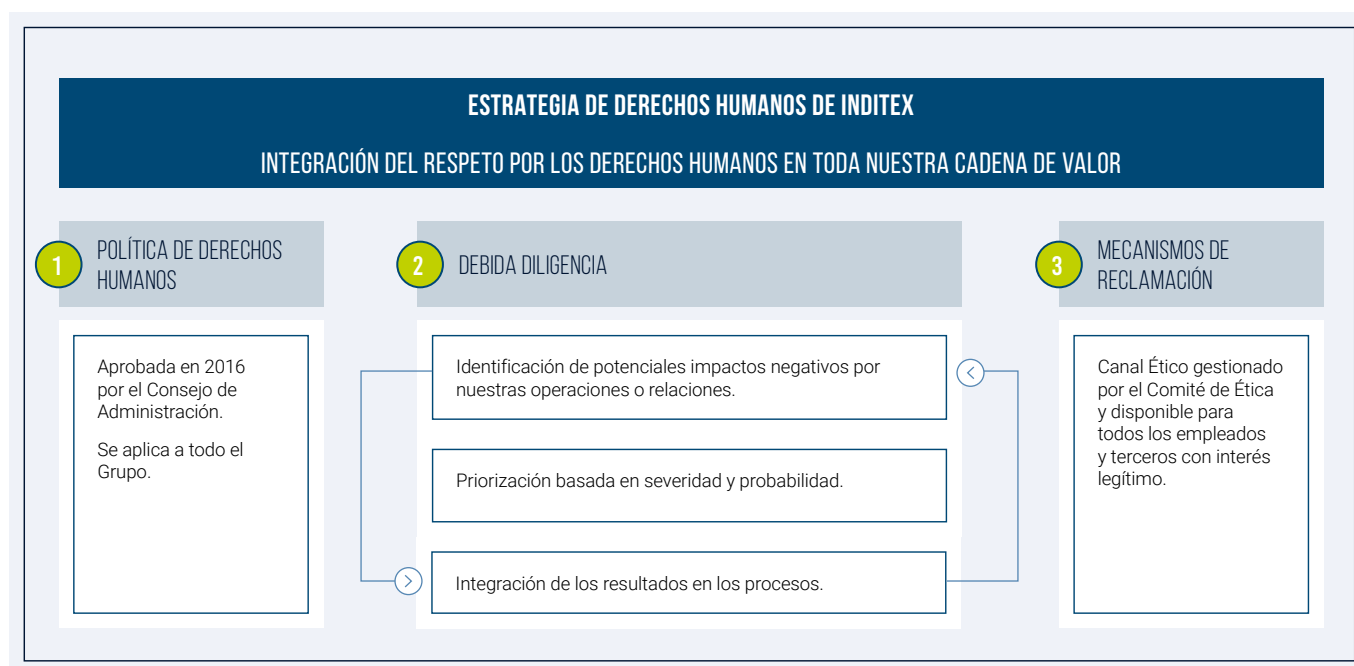 ESTRATEGIA DE DERECHOS HUMANOS DE INDITEX
INTEGRACIÓN DEL RESPETO POR LOS DERECHOS HUMANOS EN TODA NUESTRA CADENA DE VALOR
1
POLÍTICA DE DERECHOS
HUMANOS
Aprobada en 2016
por el Consejo de
Administración.
Se aplica a todo el
Grupo.
2
DEBIDA DILIGENCIA
Identificación de potenciales impactos negativos por
nuestras operaciones o relaciones.
Priorización basada en severidad y probabilidad.
Integración de los resultados en los procesos.
3
MECANISMOS DE
RECLAMACIÓN
Canal Ético gestionado
por el Comité de Ética
y disponible para
todos los empleados
y terceros con interés
legítimo.